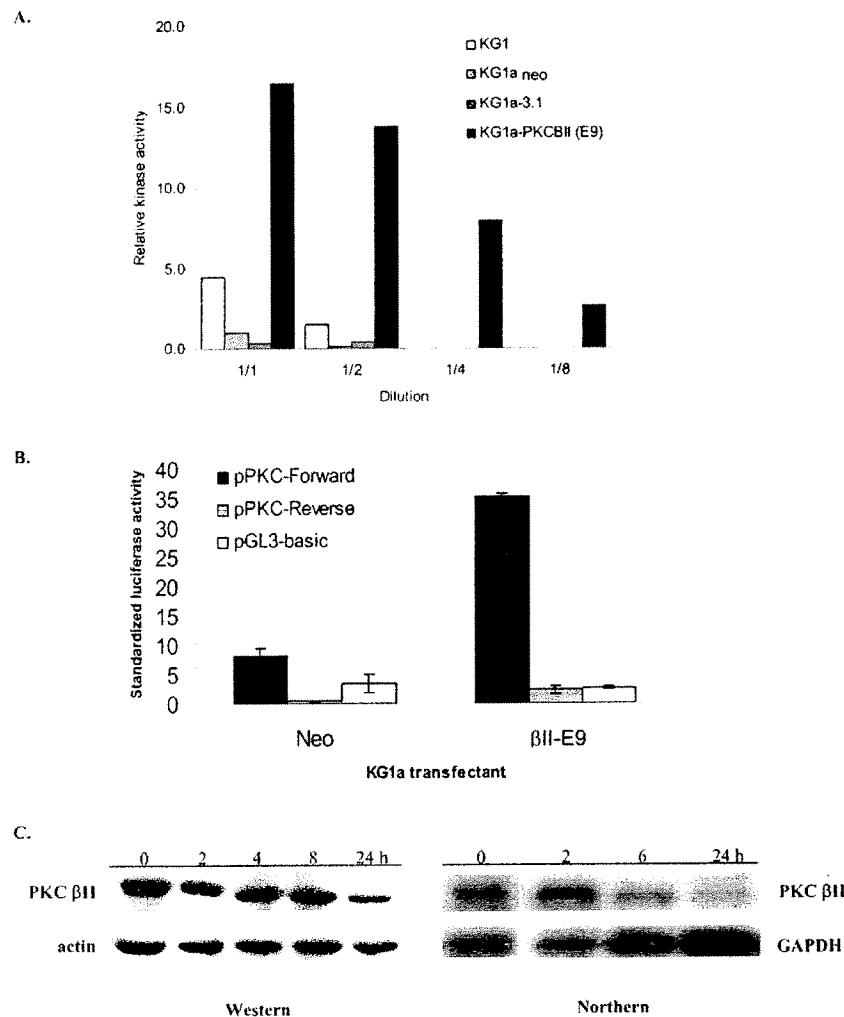 A.
Relative kinase activity
20.0
15.0
10.0
5.0
0.0
KG1
KG1a neo
KG1a-3.1
KG1a-PKCBII (E9)
1/1 1/2 1/4 1/8
Dilution
B.
Standardized luciferase activity
40
35
30
25
20
15
10
5
0
pPKC-Forward
pPKC-Reverse
pGL3-basic
Neo βII-E9
KG1a transfectant
C.
0 2 4 8 24 h
PKC βII
actin
Western
0 2 6 24 h
PKC βII
GAPDH
Northern